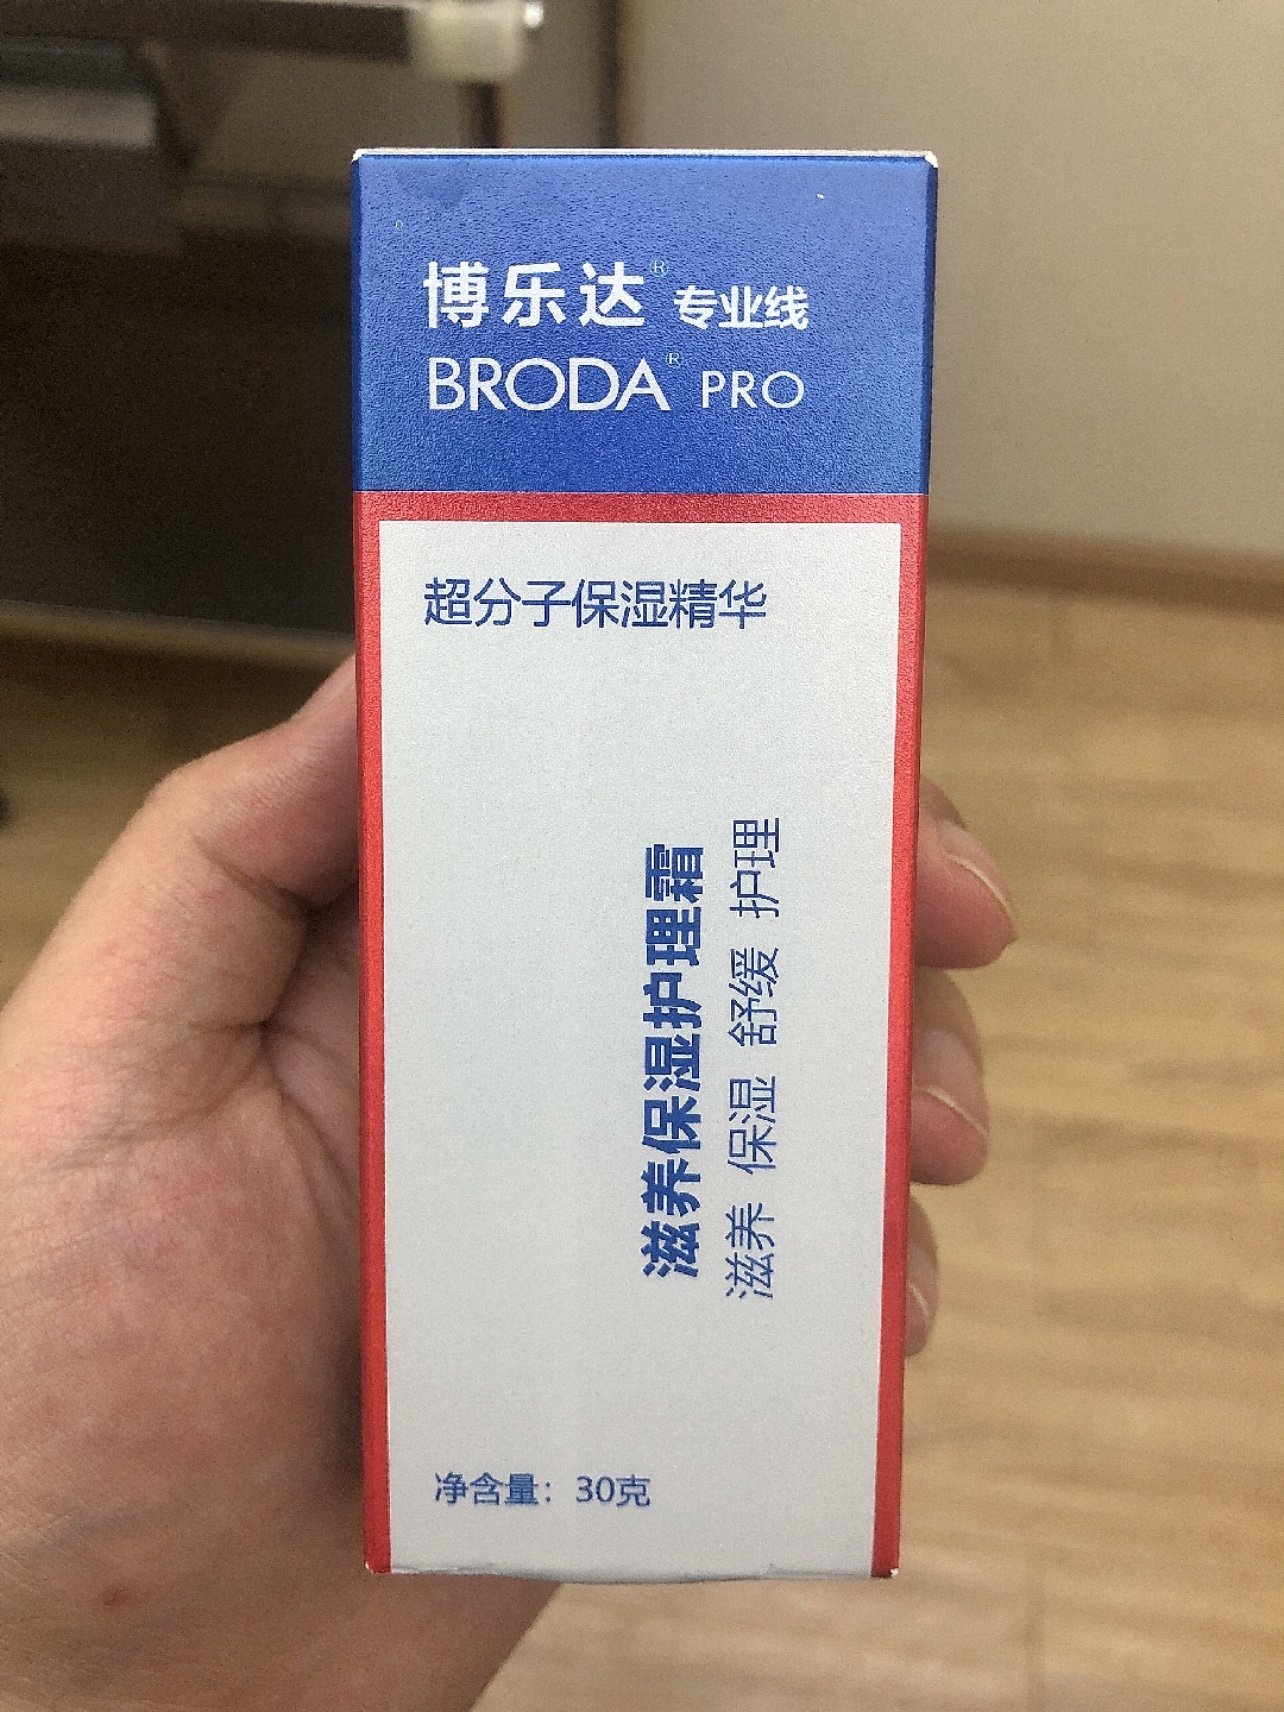 博乐达® 专业线
BRODA® PRO
超分子保湿精华
滋养保湿护理霜
滋养 保湿 舒缓 护理
净含量：30克